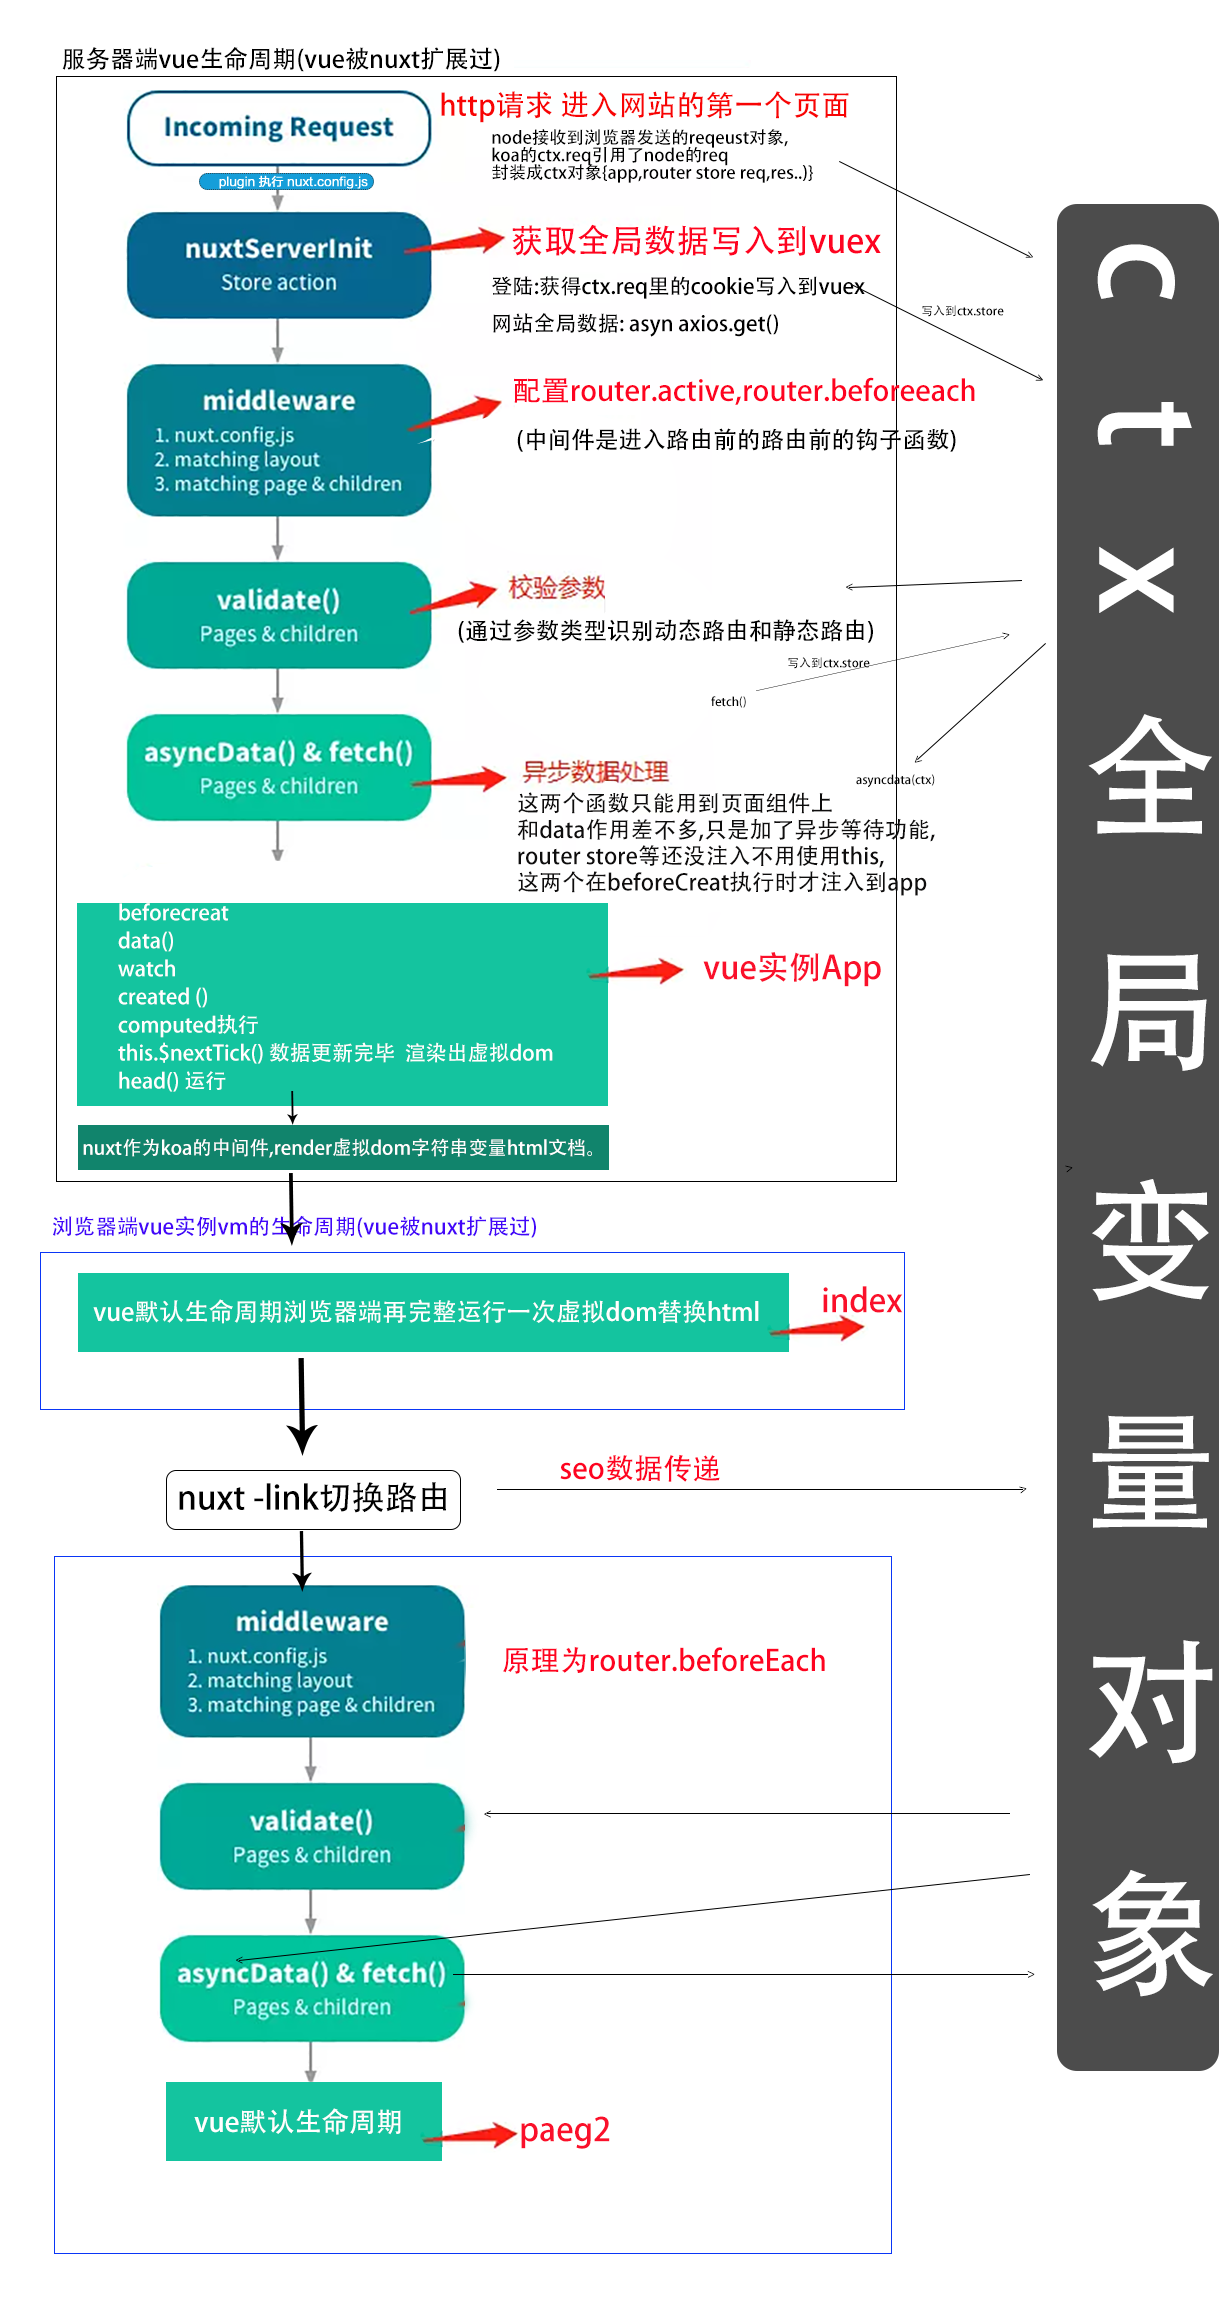 服务器端vue生命周期(vue被nuxt扩展过)
Incoming Request
http请求 进入网站的第一个页面
node接收到浏览器发送的reqeust对象,
koa的ctx.req引用了node的req
封装成ctx对象{app,router store req,res..)}
plugin 执行 nuxt.config.js
nuxtServerInit
Store action
获取全局数据写入到vuex
登陆:获得ctx.req里的cookie写入到vuex
网站全局数据: asyn axios.get()
写入到ctx.store
middleware
1. nuxt.config.js
2. matching layout
3. matching page & children
配置router.active,router.beforeeach
(中间件是进入路由前的路由前的钩子函数)
validate()
Pages & children
校验参数
(通过参数类型识别动态路由和静态路由)
写入到ctx.store
fetch()
asyncData() & fetch()
Pages & children
异步数据处理
asyncdata(ctx)
这两个函数只能用到页面组件上
和data作用差不多,只是加了异步等待功能,
router store等还没注入不用使用this,
这两个在beforeCreat执行时才注入到app
beforecreat
data()
watch
created ()
computed执行
this.$nextTick() 数据更新完毕 渲染出虚拟dom
head() 运行
vue实例App
nuxt作为koa的中间件,render虚拟dom字符串变量html文档。
浏览器端vue实例vm的生命周期(vue被nuxt扩展过)
vue默认生命周期浏览器端再完整运行一次虚拟dom替换html
index
nuxt -link切换路由
seo数据传递
middleware
1. nuxt.config.js
2. matching layout
3. matching page & children
原理为router.beforeEach
validate()
Pages & children
asyncData() & fetch()
Pages & children
vue默认生命周期
paeg2
ctx全局变量对象